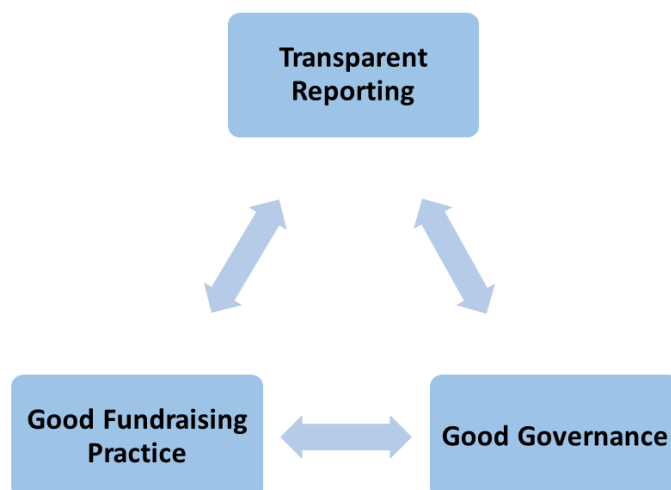 Transparent
Reporting
Good Fundraising
Practice
Good Governance